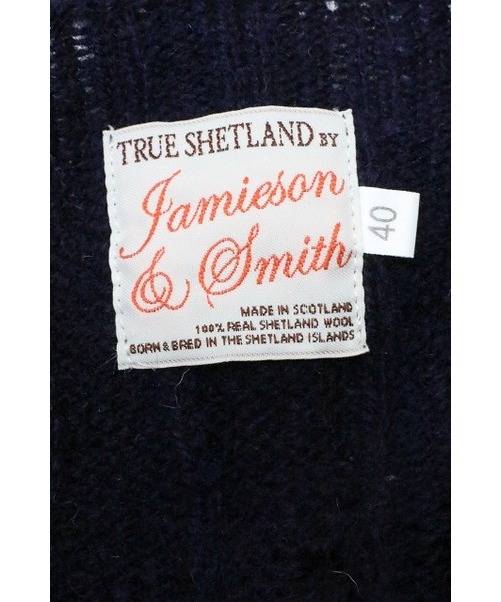 TRUE SHETLAND BY
Jamieson
& Smith
MADE IN SCOTLAND
100% REAL SHETLAND WOOL
BORN & BRED IN THE SHETLAND ISLANDS
40